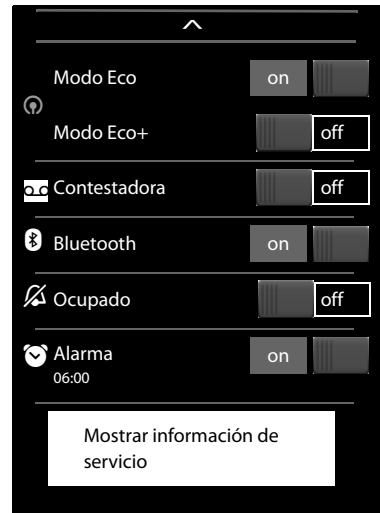 Modo Eco on
Modo Eco+ off
Contestadora off
Bluetooth on
Ocupado off
Alarma on
06:00
Mostrar información de
servicio